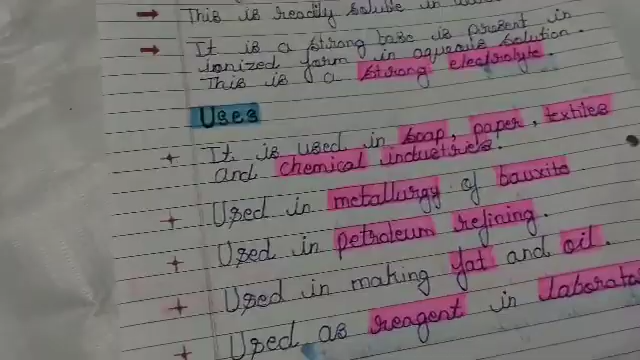 → This is readily soluble in
→ It is a strong base is present in
ionized form in aqueous solution.
This is a strong electrolyte.
Uses
+ It is used in soap, paper, textiles
and chemical industries.
+ Used in metallurgy of bauxite
+ Used in petroleum refining.
+ Used in making fat and oil.
+ Used as reagent in